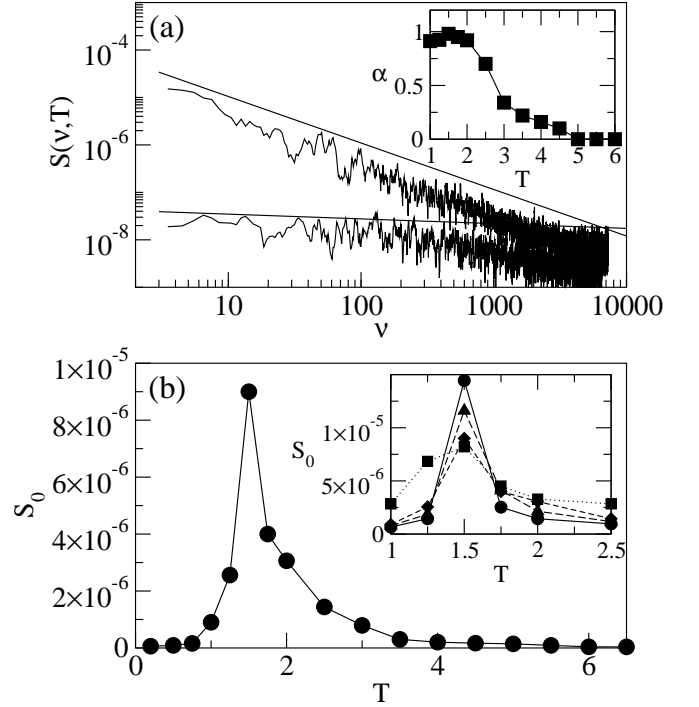 (a)
S(ν,T)
10⁻⁴
10⁻⁶
10⁻⁸
10 100 1000 10000
ν
α
1
0.5
0
1 2 3 4 5 6
T
(b)
S₀
1×10⁻⁵
8×10⁻⁶
6×10⁻⁶
4×10⁻⁶
2×10⁻⁶
0
0 2 4 6
T
S₀
1×10⁻⁵
5×10⁻⁶
0
1 1.5 2 2.5
T